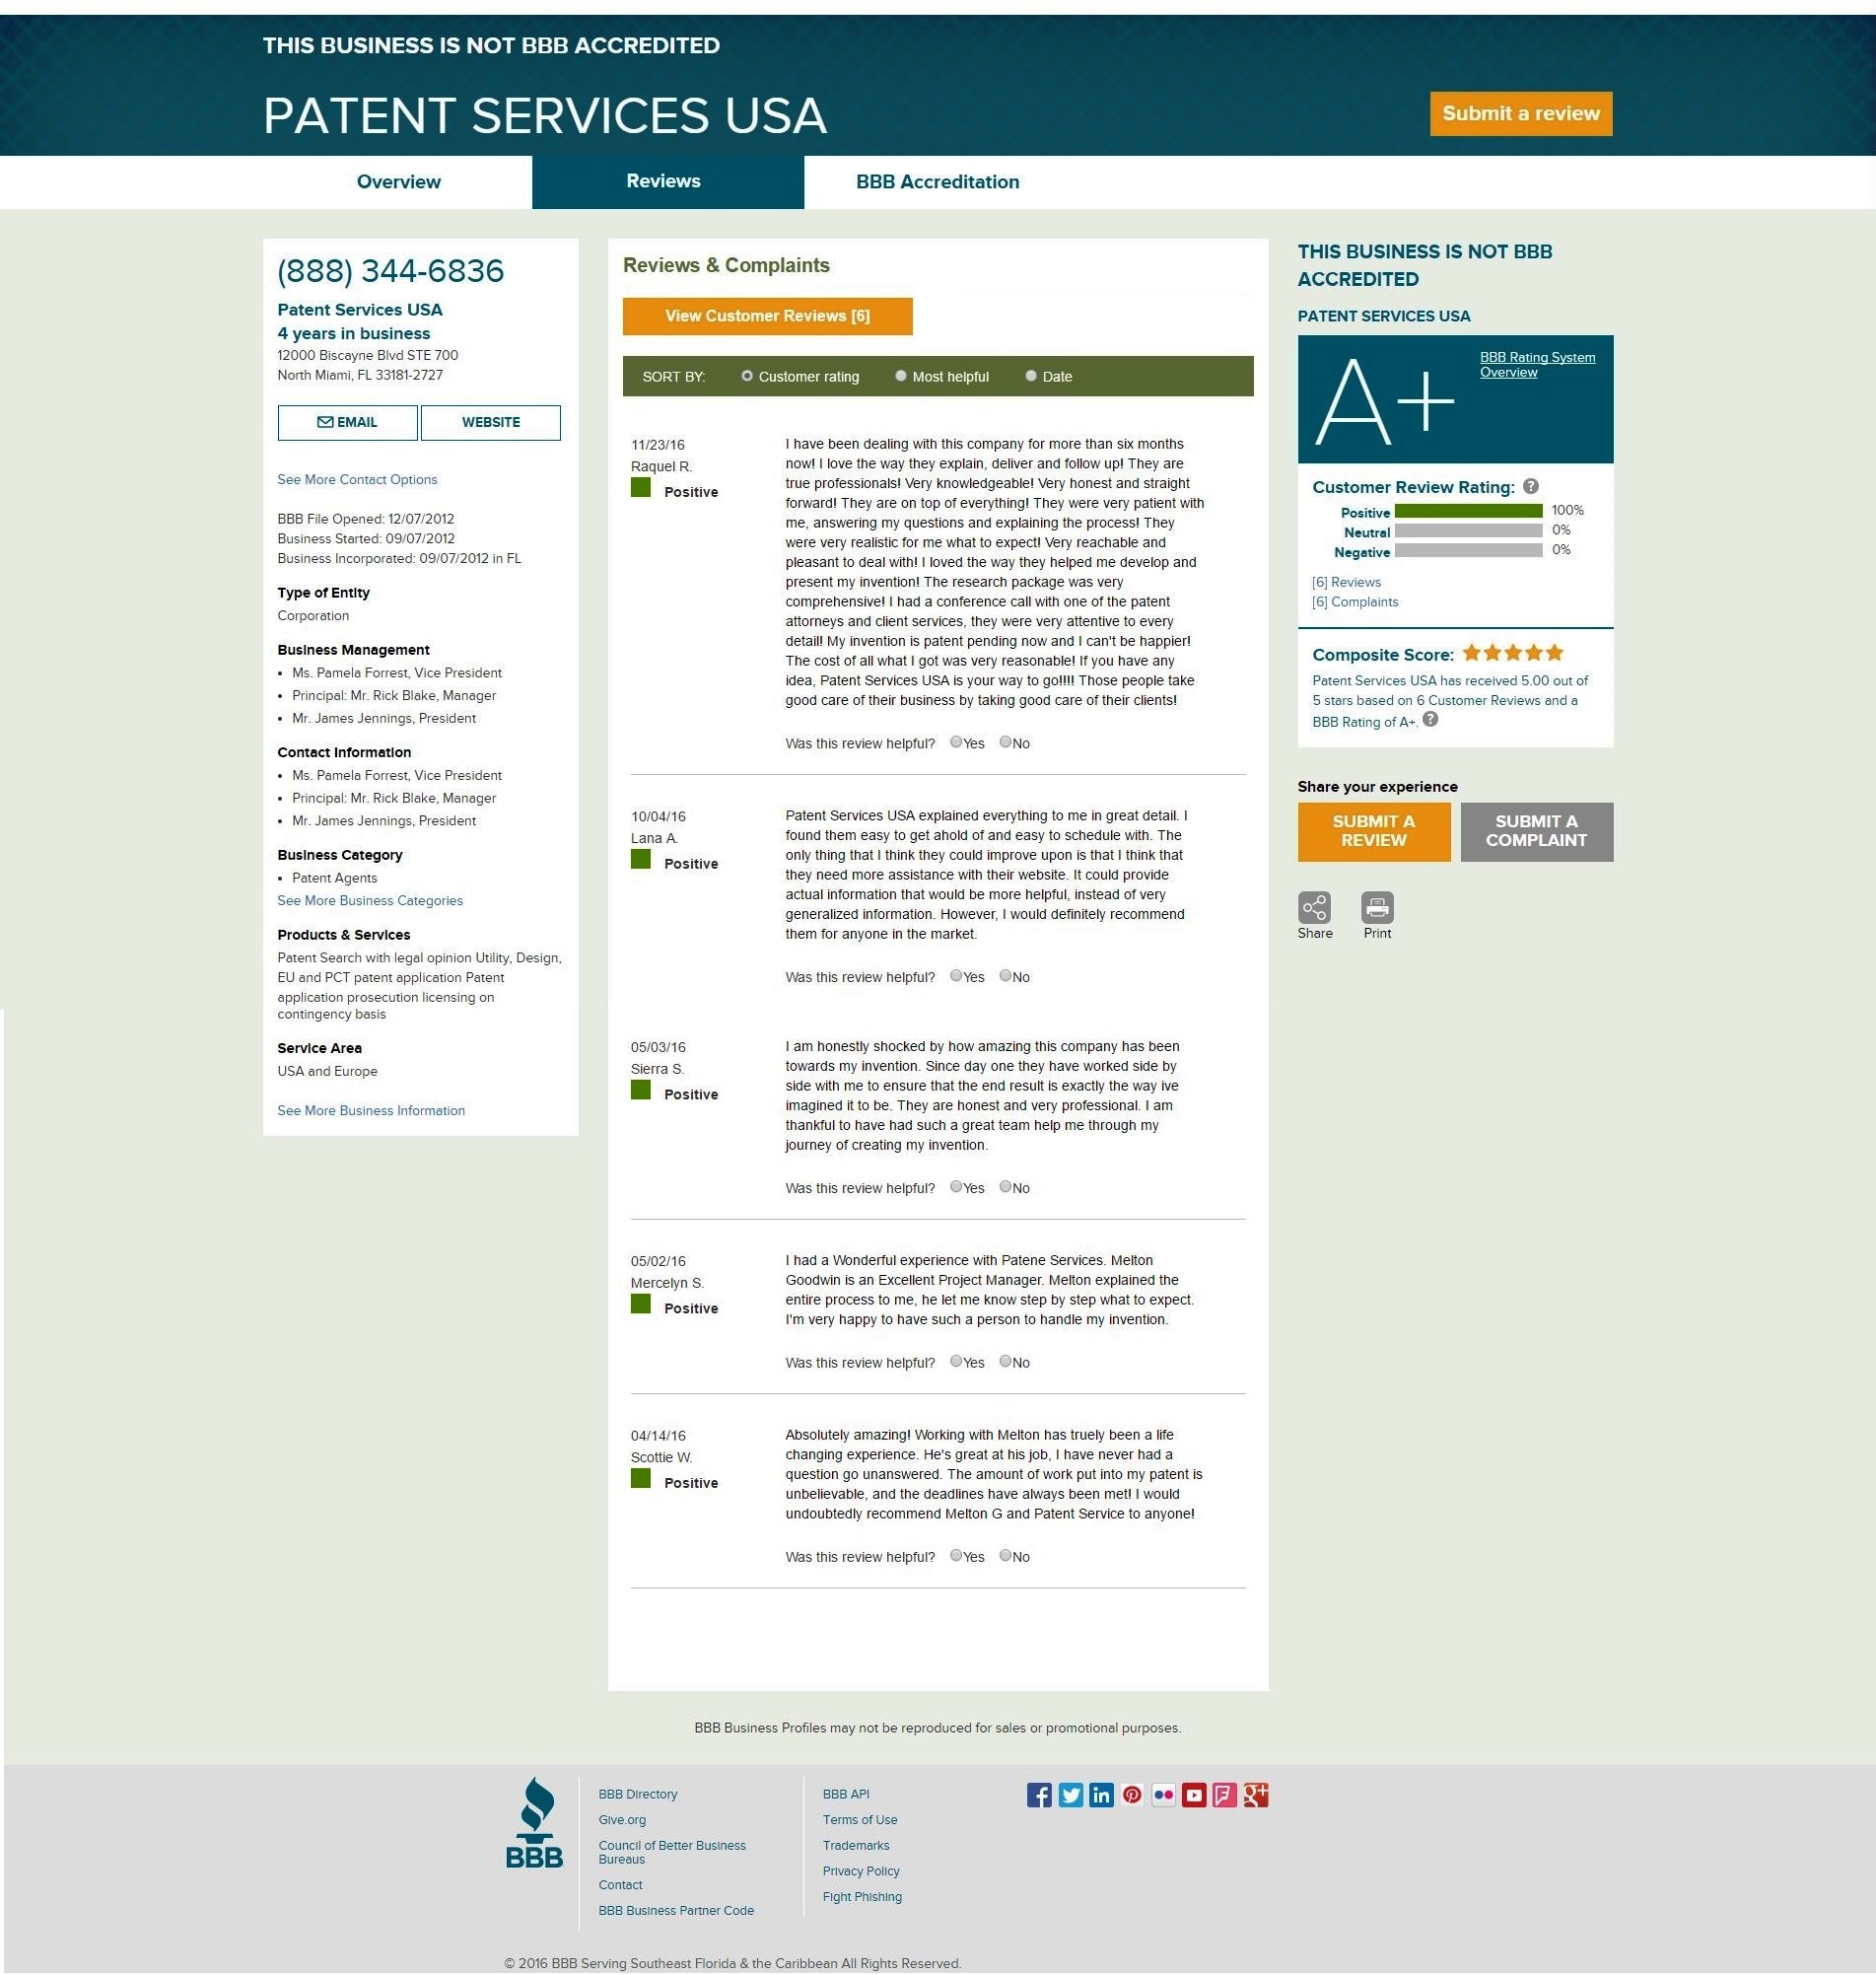 THIS BUSINESS IS NOT BBB ACCREDITED
PATENT SERVICES USA
Submit a review
Overview
Reviews
BBB Accreditation
(888) 344-6836
Patent Services USA
4 years in business
12000 Biscayne Blvd STE 700
North Miami, FL 33181-2727
EMAIL
WEBSITE
See More Contact Options
BBB File Opened: 12/07/2012
Business Started: 09/07/2012
Business Incorporated: 09/07/2012 in FL
Type of Entity
Corporation
Business Management
• Ms. Pamela Forrest, Vice President
• Principal: Mr. Rick Blake, Manager
• Mr. James Jennings, President
Contact Information
• Ms. Pamela Forrest, Vice President
• Principal: Mr. Rick Blake, Manager
• Mr. James Jennings, President
Business Category
• Patent Agents
See More Business Categories
Products & Services
Patent Search with legal opinion Utility, Design,
EU and PCT patent application Patent
application prosecution licensing on
contingency basis
Service Area
USA and Europe
See More Business Information
Reviews & Complaints
View Customer Reviews [6]
SORT BY: Customer rating Most helpful Date
11/23/16
Raquel R.
Positive
I have been dealing with this company for more than six months
now! I love the way they explain, deliver and follow up! They are
true professionals! Very knowledgeable! Very honest and straight
forward! They are on top of everything! They were very patient with
me, answering my questions and explaining the process! They
were very realistic for me what to expect! Very reachable and
pleasant to deal with! I loved the way they helped me develop and
present my invention! The research package was very
comprehensive! I had a conference call with one of the patent
attorneys and client services, they were very attentive to every
detail! My invention is patent pending now and I can't be happier!
The cost of all what I got was very reasonable! If you have any
idea, Patent Services USA is your way to go!!!! Those people take
good care of their business by taking good care of their clients!
Was this review helpful? Yes No
10/04/16
Lana A.
Positive
Patent Services USA explained everything to me in great detail. I
found them easy to get ahold of and easy to schedule with. The
only thing that I think they could improve upon is that I think that
they need more assistance with their website. It could provide
actual information that would be more helpful, instead of very
generalized information. However, I would definitely recommend
them for anyone in the market.
Was this review helpful? Yes No
05/03/16
Sierra S.
Positive
I am honestly shocked by how amazing this company has been
towards my invention. Since day one they have worked side by
side with me to ensure that the end result is exactly the way ive
imagined it to be. They are honest and very professional. I am
thankful to have had such a great team help me through my
journey of creating my invention.
Was this review helpful? Yes No
05/02/16
Mercelyn S.
Positive
I had a Wonderful experience with Patene Services. Melton
Goodwin is an Excellent Project Manager. Melton explained the
entire process to me, he let me know step by step what to expect.
I'm very happy to have such a person to handle my invention.
Was this review helpful? Yes No
04/14/16
Scottie W.
Positive
Absolutely amazing! Working with Melton has truely been a life
changing experience. He's great at his job, I have never had a
question go unanswered. The amount of work put into my patent is
unbelievable, and the deadlines have always been met! I would
undoubtedly recommend Melton G and Patent Service to anyone!
Was this review helpful? Yes No
THIS BUSINESS IS NOT BBB
ACCREDITED
PATENT SERVICES USA
A+
BBB Rating System
Overview
Customer Review Rating: ?
Positive 100%
Neutral 0%
Negative 0%
[6] Reviews
[6] Complaints
Composite Score:
Patent Services USA has received 5.00 out of
5 stars based on 6 Customer Reviews and a
BBB Rating of A+. ?
Share your experience
SUBMIT A
REVIEW
SUBMIT A
COMPLAINT
Share
Print
BBB Business Profiles may not be reproduced for sales or promotional purposes.
BBB
BBB Directory
Give.org
Council of Better Business
Bureaus
Contact
BBB Business Partner Code
BBB API
Terms of Use
Trademarks
Privacy Policy
Fight Phishing
© 2016 BBB Serving Southeast Florida & the Caribbean All Rights Reserved.